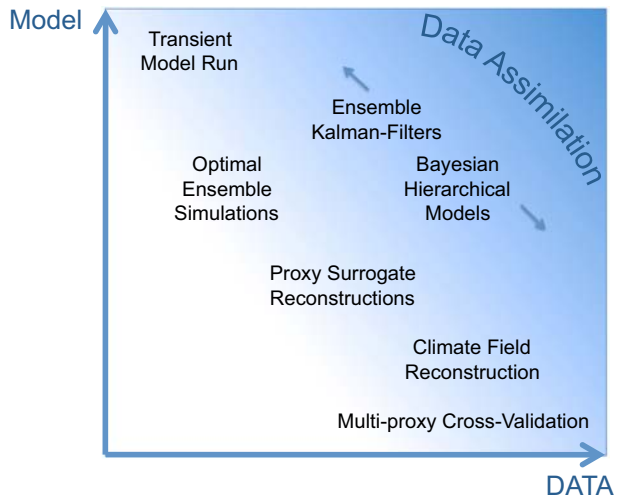 Model
Transient
Model Run
Data Assimilation
Ensemble
Kalman-Filters
Optimal
Ensemble
Simulations
Bayesian
Hierarchical
Models
Proxy Surrogate
Reconstructions
Climate Field
Reconstruction
Multi-proxy Cross-Validation
DATA